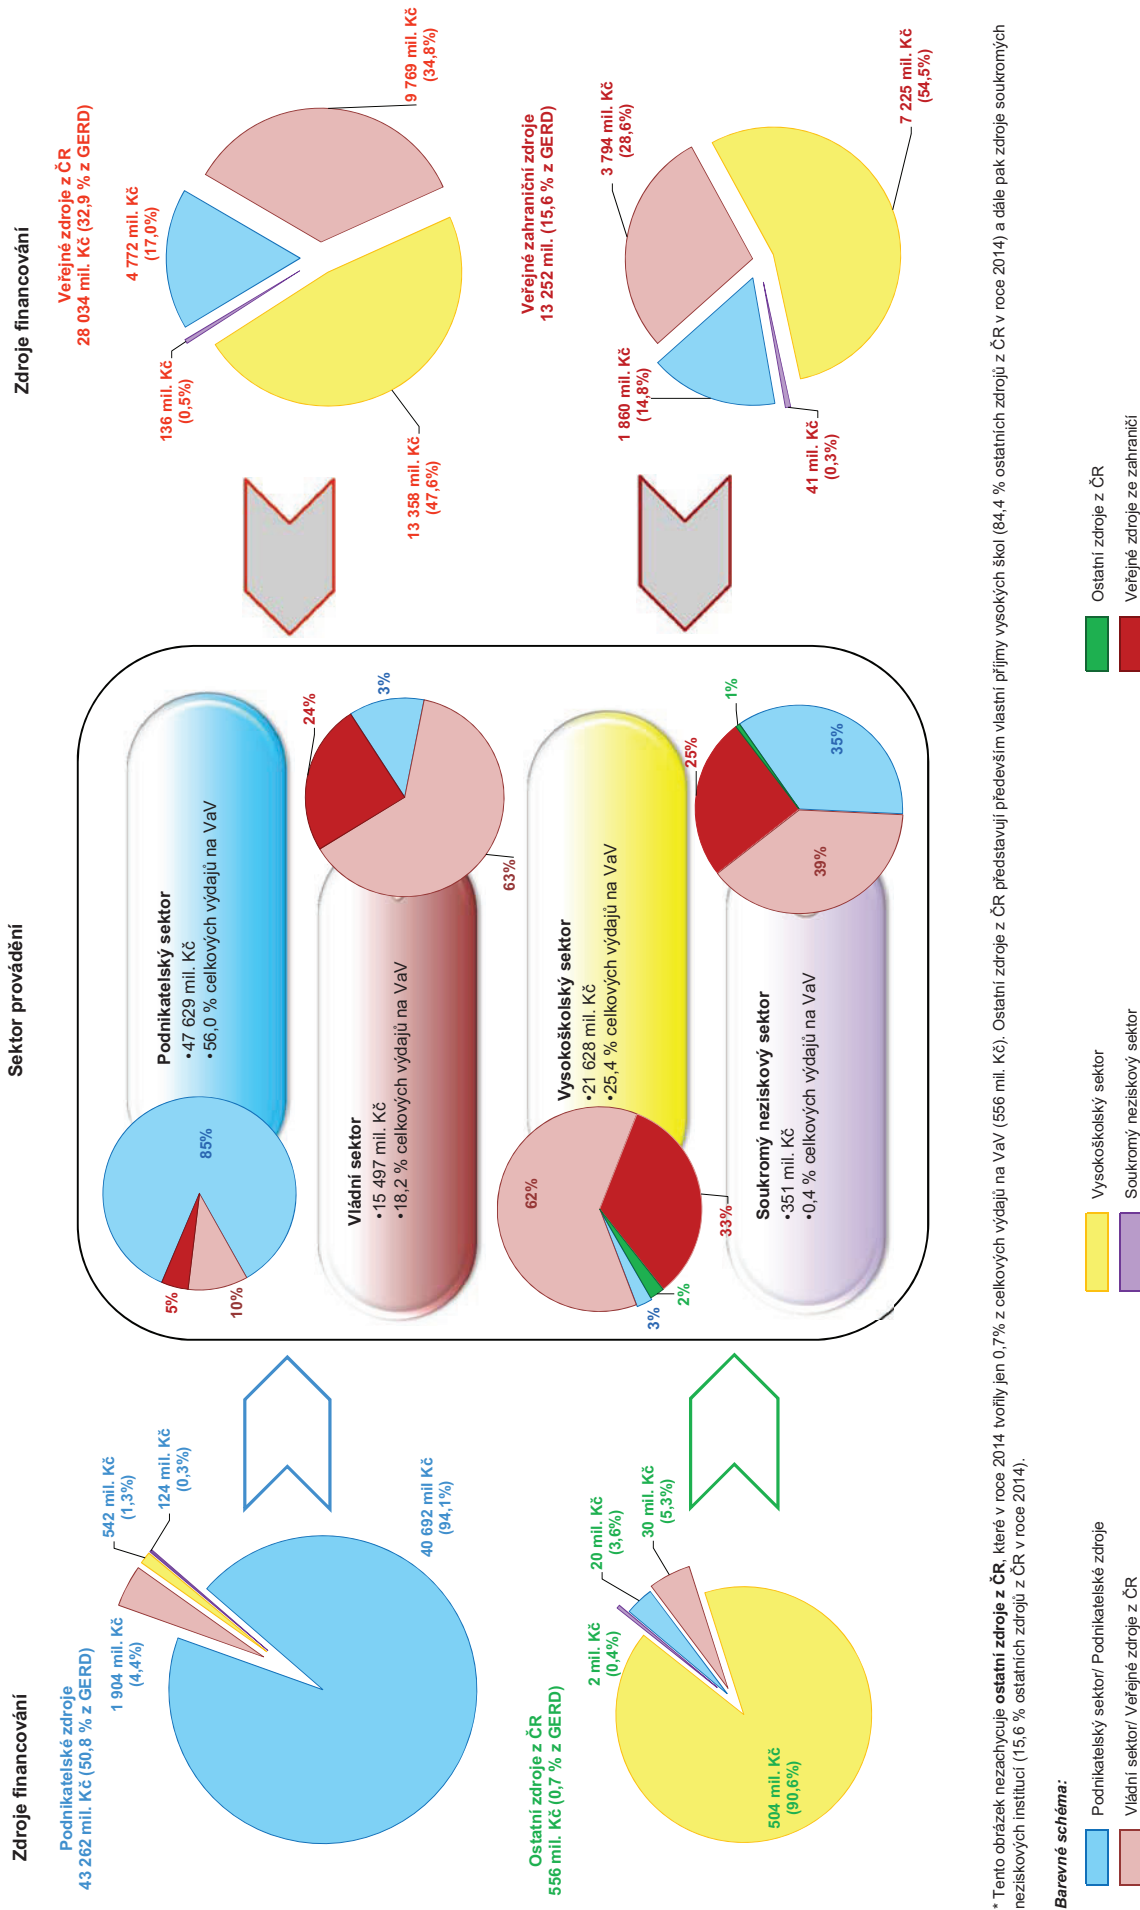 Zdroje financování
Sektor provádění
Zdroje financování
Podnikatelské zdroje
43 262 mil. Kč (50,8 % z GERD)
1 904 mil. Kč
(4,4%)
542 mil. Kč
(1,3%)
124 mil. Kč
(0,3%)
40 692 mil Kč
(94,1%)
Ostatní zdroje z ČR
556 mil. Kč (0,7 % z GERD)
2 mil. Kč
(0,4%)
20 mil. Kč
(3,6%)
30 mil. Kč
(5,3%)
504 mil. Kč
(90,6%)
5%
10%
85%
Podnikatelský sektor
•47 629 mil. Kč
•56,0 % celkových výdajů na VaV
Vládní sektor
•15 497 mil. Kč
•18,2 % celkových výdajů na VaV
24%
3%
63%
62%
33%
2%
3%
Vysokoškolský sektor
•21 628 mil. Kč
•25,4 % celkových výdajů na VaV
Soukromý neziskový sektor
•351 mil. Kč
•0,4 % celkových výdajů na VaV
1%
25%
35%
39%
Veřejné zdroje z ČR
28 034 mil. Kč (32,9 % z GERD)
4 772 mil. Kč
(17,0%)
136 mil. Kč
(0,5%)
9 769 mil. Kč
(34,8%)
13 358 mil. Kč
(47,6%)
Veřejné zahraniční zdroje
13 252 mil. (15,6 % z GERD)
3 794 mil. Kč
(28,6%)
1 860 mil. Kč
(14,8%)
41 mil. Kč
(0,3%)
7 225 mil. Kč
(54,5%)
* Tento obrázek nezachycuje ostatní zdroje z ČR, které v roce 2014 tvořily jen 0,7% z celkových výdajů na VaV (556 mil. Kč). Ostatní zdroje z ČR představují především vlastní příjmy vysokých škol (84,4 % ostatních zdrojů z ČR v roce 2014) a dále pak zdroje soukromých
neziskových institucí (15,6 % ostatních zdrojů z ČR v roce 2014).
Barevné schéma:
Podnikatelský sektor/ Podnikatelské zdroje
Vysokoškolský sektor
Ostatní zdroje z ČR
Vládní sektor/ Veřejné zdroje z ČR
Soukromý neziskový sektor
Veřejné zdroje ze zahraničí